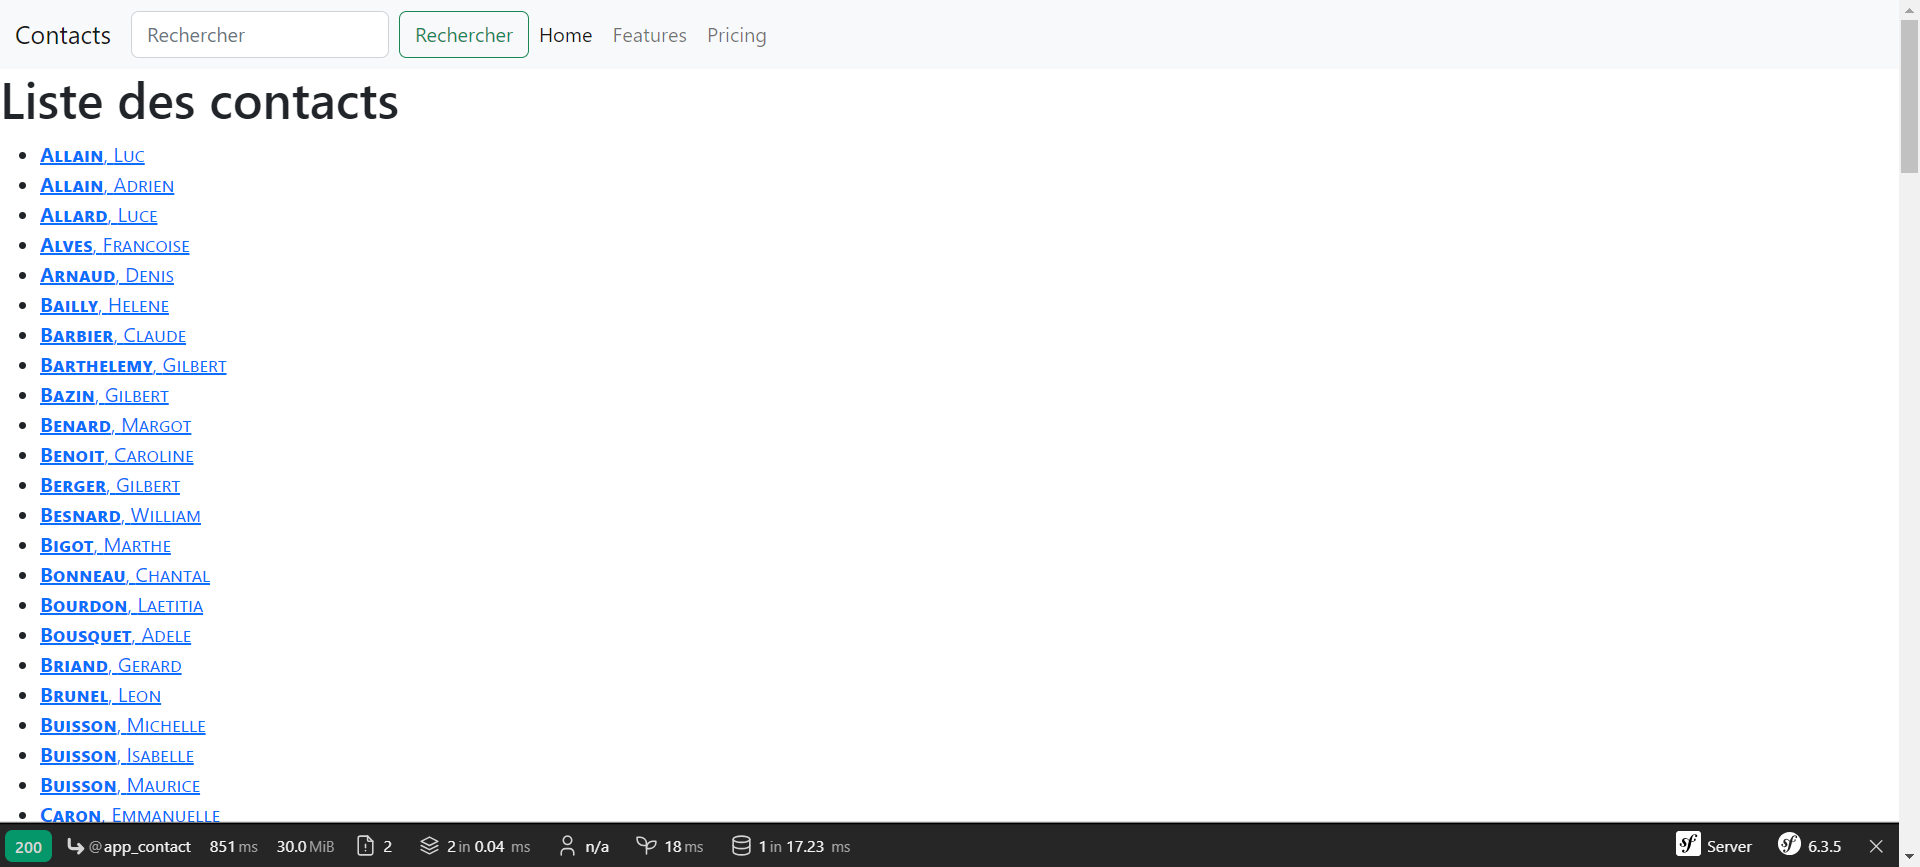 Contacts Rechercher Rechercher Home Features Pricing
Liste des contacts
ALLAIN, LUC
ALLAIN, ADRIEN
ALLARD, LUCE
ALVES, FRANCOISE
ARNAUD, DENIS
BAILLY, HELENE
BARBIER, CLAUDE
BARTHELEMY, GILBERT
BAZIN, GILBERT
BENARD, MARGOT
BENOIT, CAROLINE
BERGER, GILBERT
BESNARD, WILLIAM
BIGOT, MARTHE
BONNEAU, CHANTAL
BOURDON, LAETITIA
BOUSQUET, ADELE
BRIAND, GERARD
BRUNEL, LEON
BUISSON, MICHELLE
BUISSON, ISABELLE
BUISSON, MAURICE
CARON, EMMANUELLE
200 @app_contact 851 ms 30.0 MiB 2 2 in 0.04 ms n/a 18 ms 1 in 17.23 ms sf Server sf 6.3.5